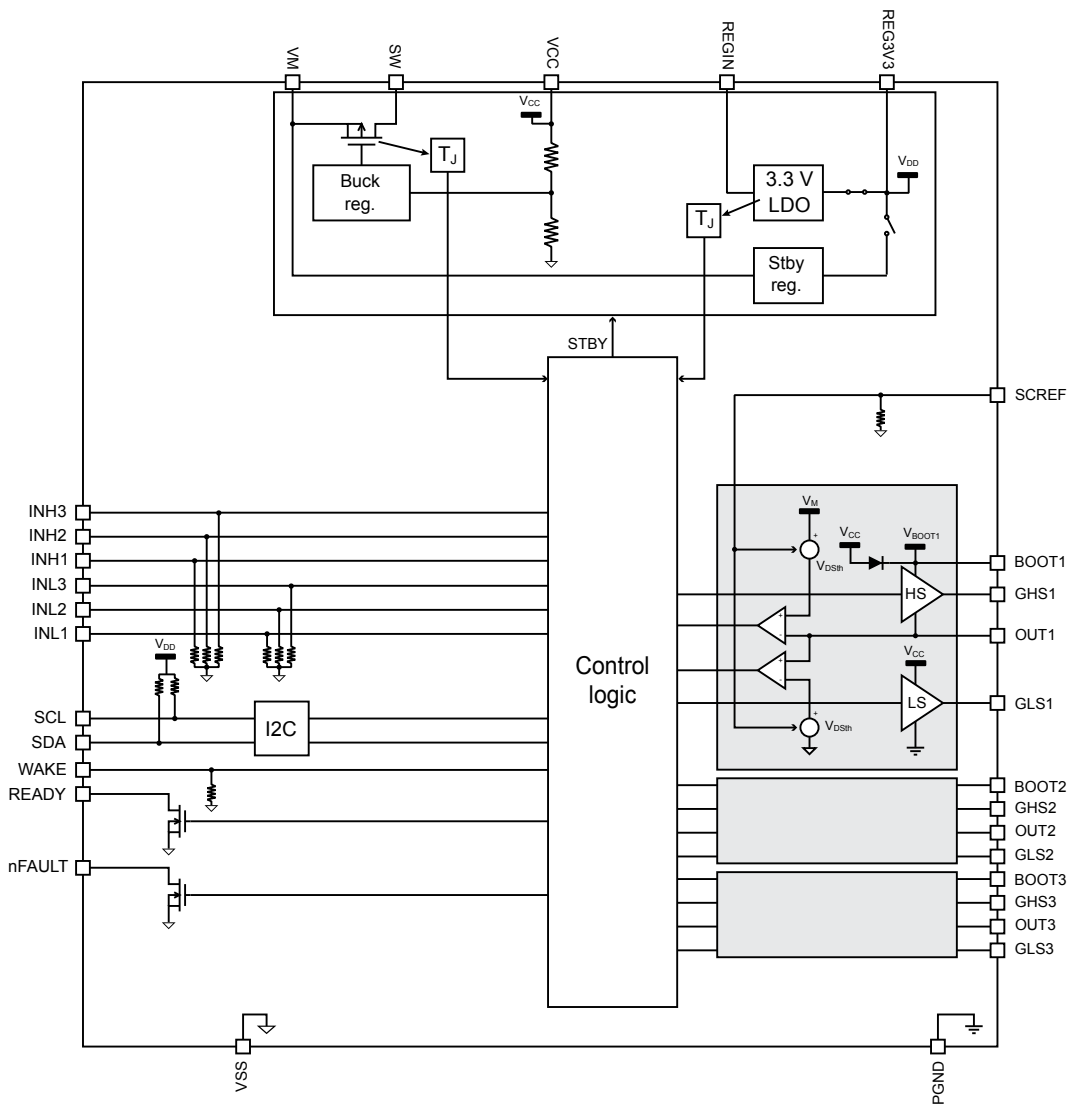 VM
SW
VCC
REGIN
REG3V3
VCC
TJ
Buck
reg.
3.3 V
LDO
VDD
TJ
Stby
reg.
STBY
SCREF
INH3
INH2
INH1
INL3
INL2
INL1
VDD
SCL
SDA
WAKE
READY
nFAULT
I2C
Control
logic
VM
+
VDSth
VCC
VBOOT1
HS
+
-
+
-
VCC
LS
+
VDSth
BOOT1
GHS1
OUT1
GLS1
BOOT2
GHS2
OUT2
GLS2
BOOT3
GHS3
OUT3
GLS3
VSS
PGND